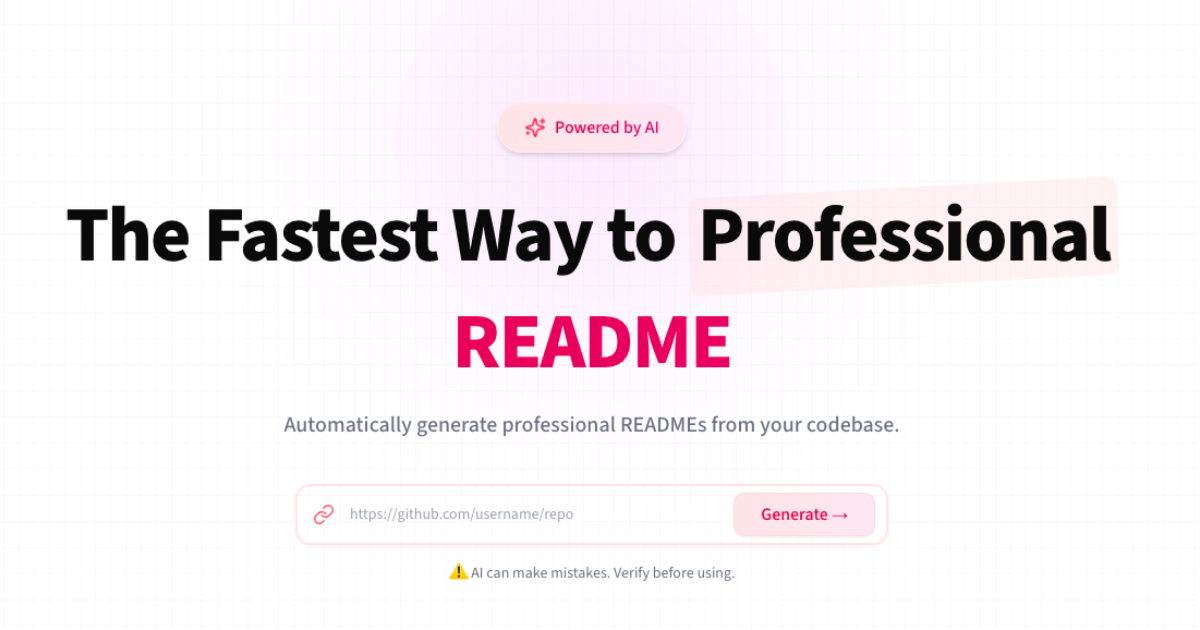 Powered by AI
The Fastest Way to Professional
README
Automatically generate professional READMEs from your codebase.
https://github.com/username/repo
Generate →
⚠️ AI can make mistakes. Verify before using.